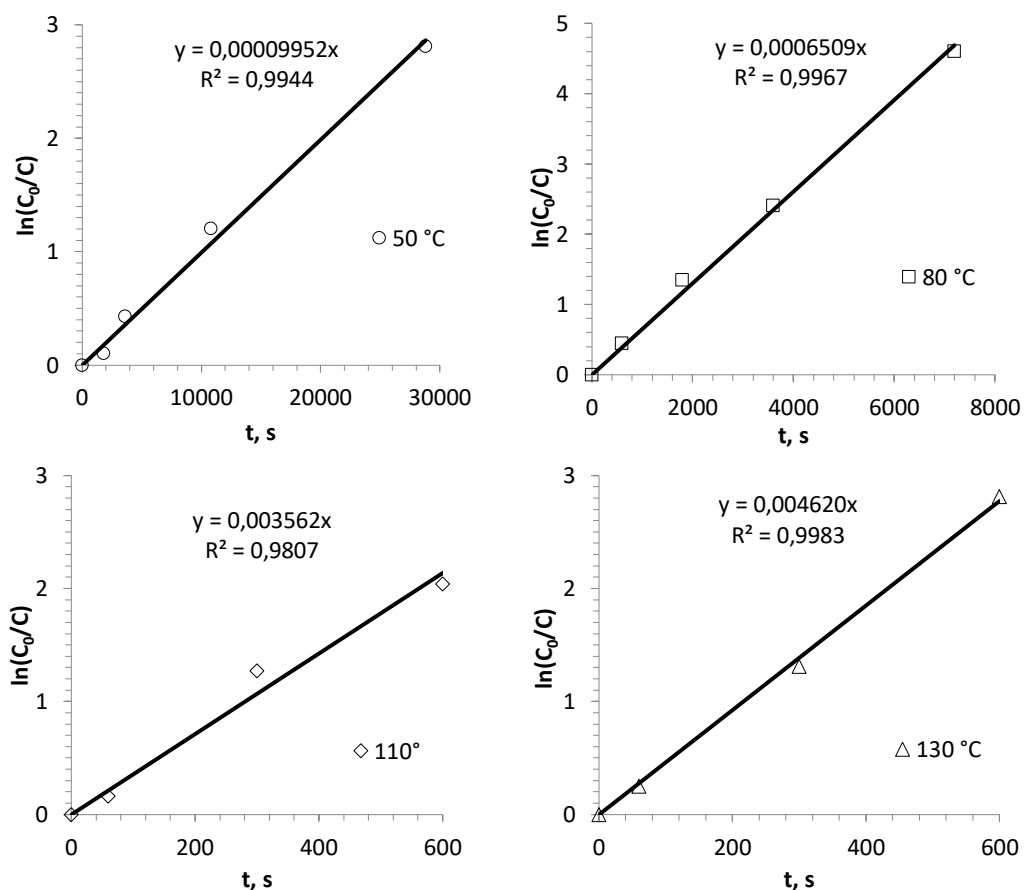 3
y = 0,00009952x
R² = 0,9944
2
ln(C₀/C)
50 °C
1
0
0 10000 20000 30000
t, s
5
y = 0,0006509x
R² = 0,9967
4
3
ln(C₀/C)
2
80 °C
1
0
0 2000 4000 6000 8000
t, s
3
y = 0,003562x
R² = 0,9807
2
ln(C₀/C)
1
110°
0
0 200 400 600
t, s
3
y = 0,004620x
R² = 0,9983
2
ln(C₀/C)
1
130 °C
0
0 200 400 600
t, s